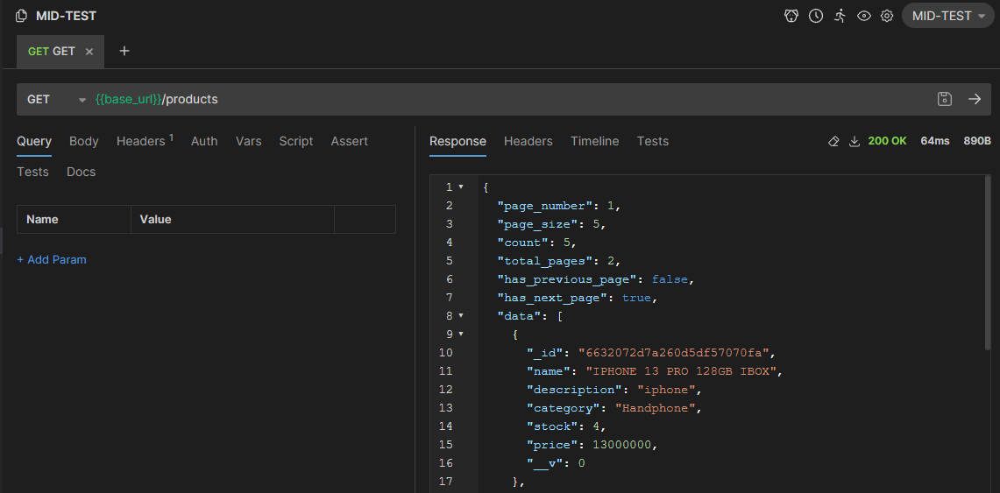 MID-TEST
MID-TEST
GET GET × +
GET {{base_url}}/products
Query Body Headers 1 Auth Vars Script Assert
Tests Docs
Name Value
+ Add Param
Response Headers Timeline Tests 200 OK 64ms 890B
1 {
2 "page_number": 1,
3 "page_size": 5,
4 "count": 5,
5 "total_pages": 2,
6 "has_previous_page": false,
7 "has_next_page": true,
8 "data": [
9 {
10 "_id": "6632072d7a260d5df57070fa",
11 "name": "IPHONE 13 PRO 128GB IBOX",
12 "description": "iphone",
13 "category": "Handphone",
14 "stock": 4,
15 "price": 13000000,
16 "__v": 0
17 },